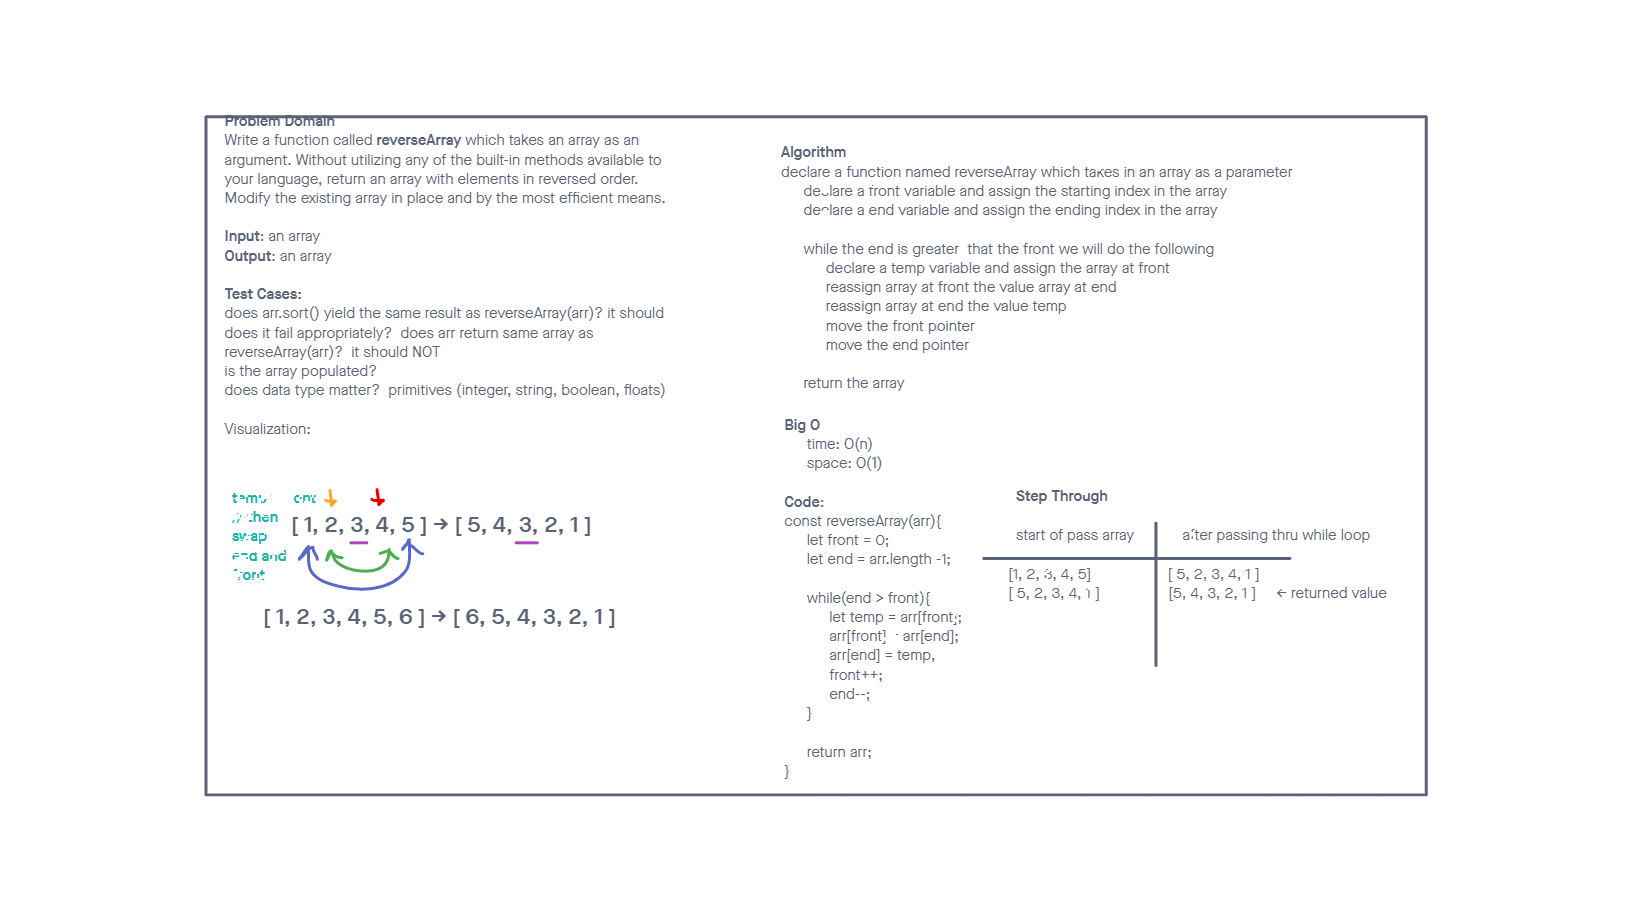 Problem Domain
Write a function called reverseArray which takes an array as an
argument. Without utilizing any of the built-in methods available to
your language, return an array with elements in reversed order.
Modify the existing array in place and by the most efficient means.
Input: an array
Output: an array
Test Cases:
does arr.sort() yield the same result as reverseArray(arr)? it should
does it fail appropriately?  does arr return same array as
reverseArray(arr)?  it should NOT
is the array populated?
does data type matter?  primitives (integer, string, boolean, floats)
Visualization:
then
swap
end and
front
[ 1, 2, 3, 4, 5 ] → [ 5, 4, 3, 2, 1 ]
[ 1, 2, 3, 4, 5, 6 ] → [ 6, 5, 4, 3, 2, 1 ]
Algorithm
declare a function named reverseArray which takes in an array as a parameter
declare a front variable and assign the starting index in the array
declare a end variable and assign the ending index in the array
while the end is greater  that the front we will do the following
declare a temp variable and assign the array at front
reassign array at front the value array at end
reassign array at end the value temp
move the front pointer
move the end pointer
return the array
Big O
time: O(n)
space: O(1)
Code:
const reverseArray(arr){
let front = 0;
let end = arr.length -1;
while(end > front){
let temp = arr[front];
arr[front] = arr[end];
arr[end] = temp,
front++;
end--;
}
return arr;
}
Step Through
start of pass array
after passing thru while loop
[1, 2, 3, 4, 5]
[ 5, 2, 3, 4, 1 ]
[ 5, 2, 3, 4, 1 ]
[5, 4, 3, 2, 1 ]
← returned value